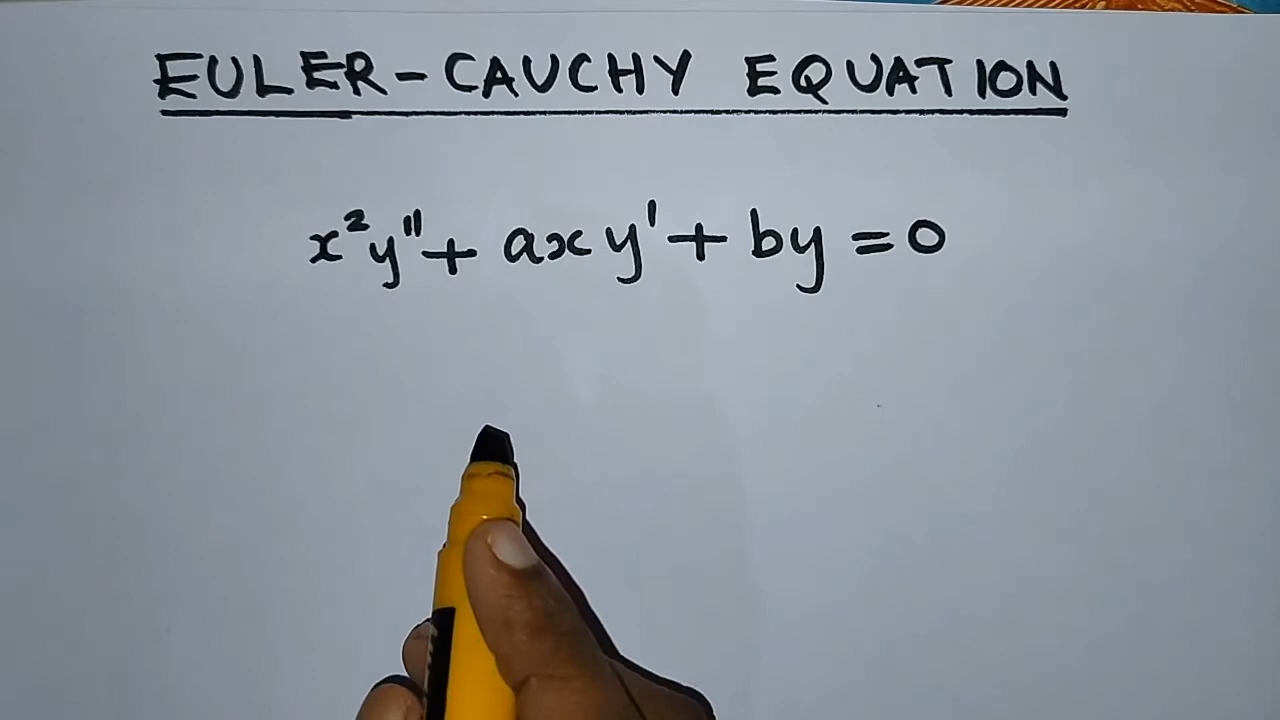 EULER-CAUCHY EQUATION
x²y" + axy' + by = 0